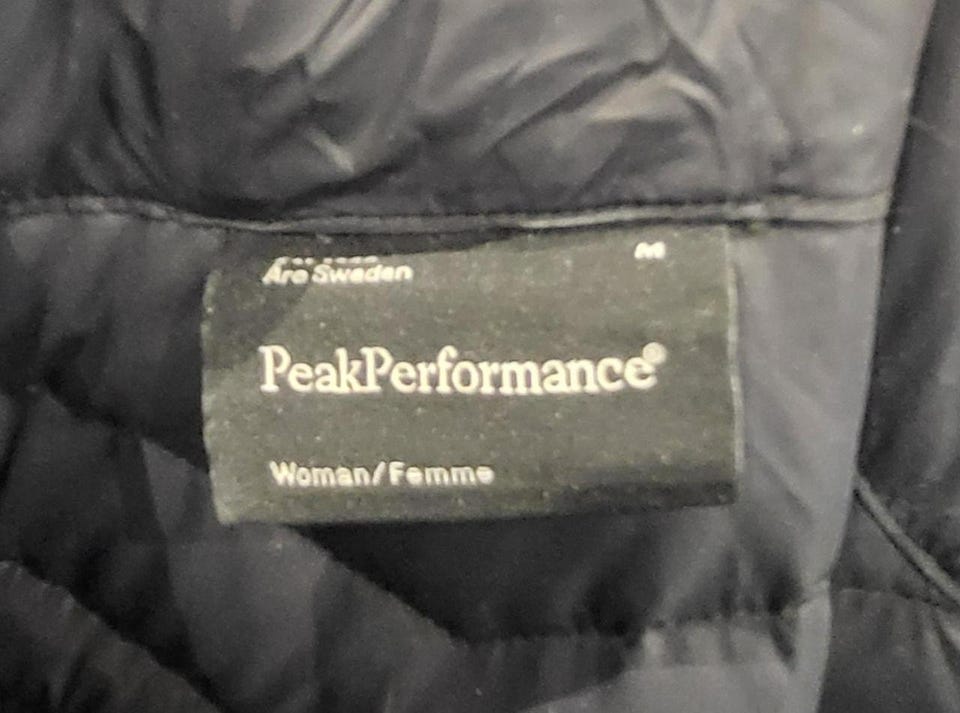 M
Åre Sweden
PeakPerformance®
Woman/Femme